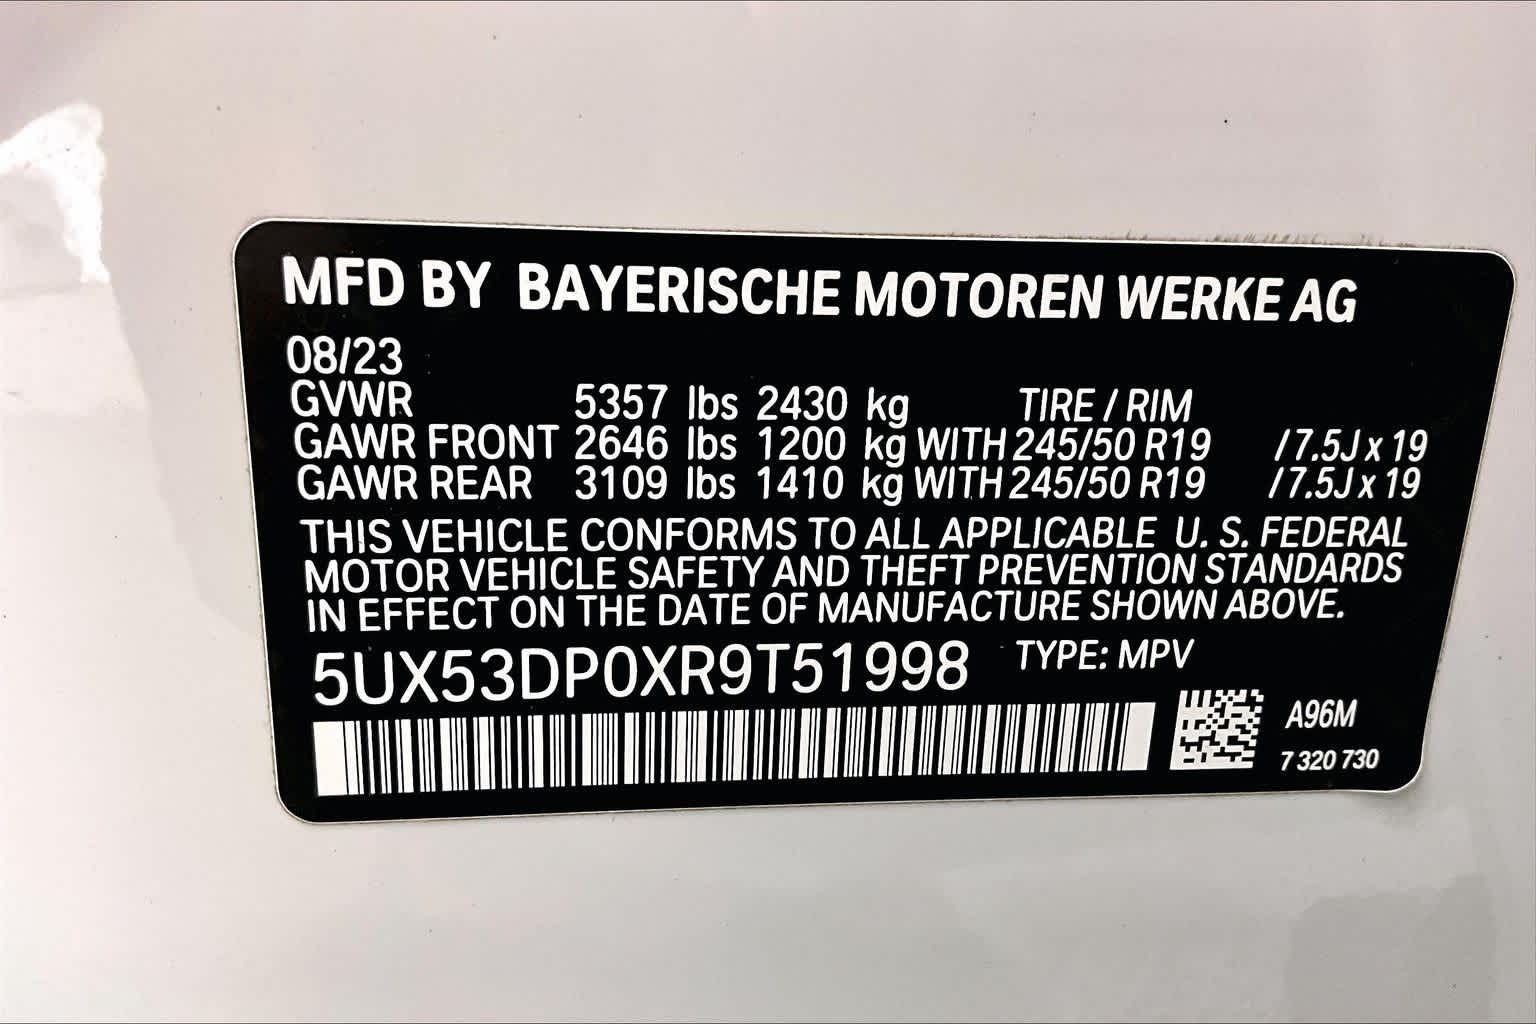 MFD BY BAYERISCHE MOTOREN WERKE AG
08/23
GVWR 5357 lbs 2430 kg TIRE / RIM
GAWR FRONT 2646 lbs 1200 kg WITH 245/50 R19 / 7.5J x 19
GAWR REAR 3109 lbs 1410 kg WITH 245/50 R19 / 7.5J x 19
THIS VEHICLE CONFORMS TO ALL APPLICABLE U. S. FEDERAL
MOTOR VEHICLE SAFETY AND THEFT PREVENTION STANDARDS
IN EFFECT ON THE DATE OF MANUFACTURE SHOWN ABOVE.
5UX53DP0XR9T51998 TYPE: MPV
A96M
7 320 730